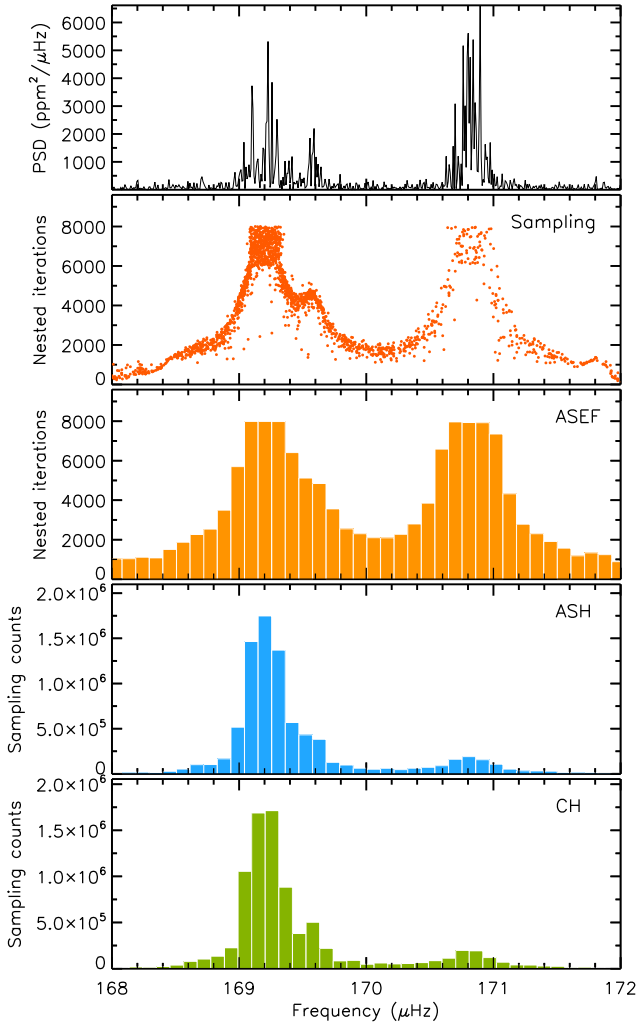 PSD (ppm²/μHz)
6000
5000
4000
3000
2000
1000
Sampling
Nested iterations
8000
6000
4000
2000
0
ASEF
Nested iterations
8000
6000
4000
2000
0
ASH
Sampling counts
2.0×10⁶
1.5×10⁶
1.0×10⁶
5.0×10⁵
0
CH
Sampling counts
2.0×10⁶
1.5×10⁶
1.0×10⁶
5.0×10⁵
0
168 169 170 171 172
Frequency (μHz)